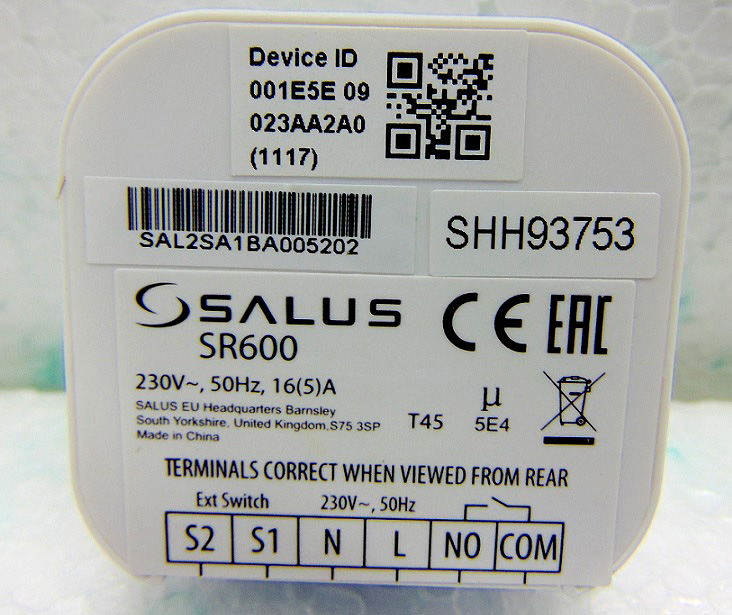 Device ID
001E5E 09
023AA2A0
(1117)
SAL2SA1BA005202
SHH93753
SALUS
SR600
CE EAC
230V~, 50Hz, 16(5)A
SALUS EU Headquarters Barnsley
South Yorkshire, United Kingdom,S75 3SP
Made in China
T45
μ
5E4
TERMINALS CORRECT WHEN VIEWED FROM REAR
Ext Switch 230V~, 50Hz
S2 S1 N L NO COM